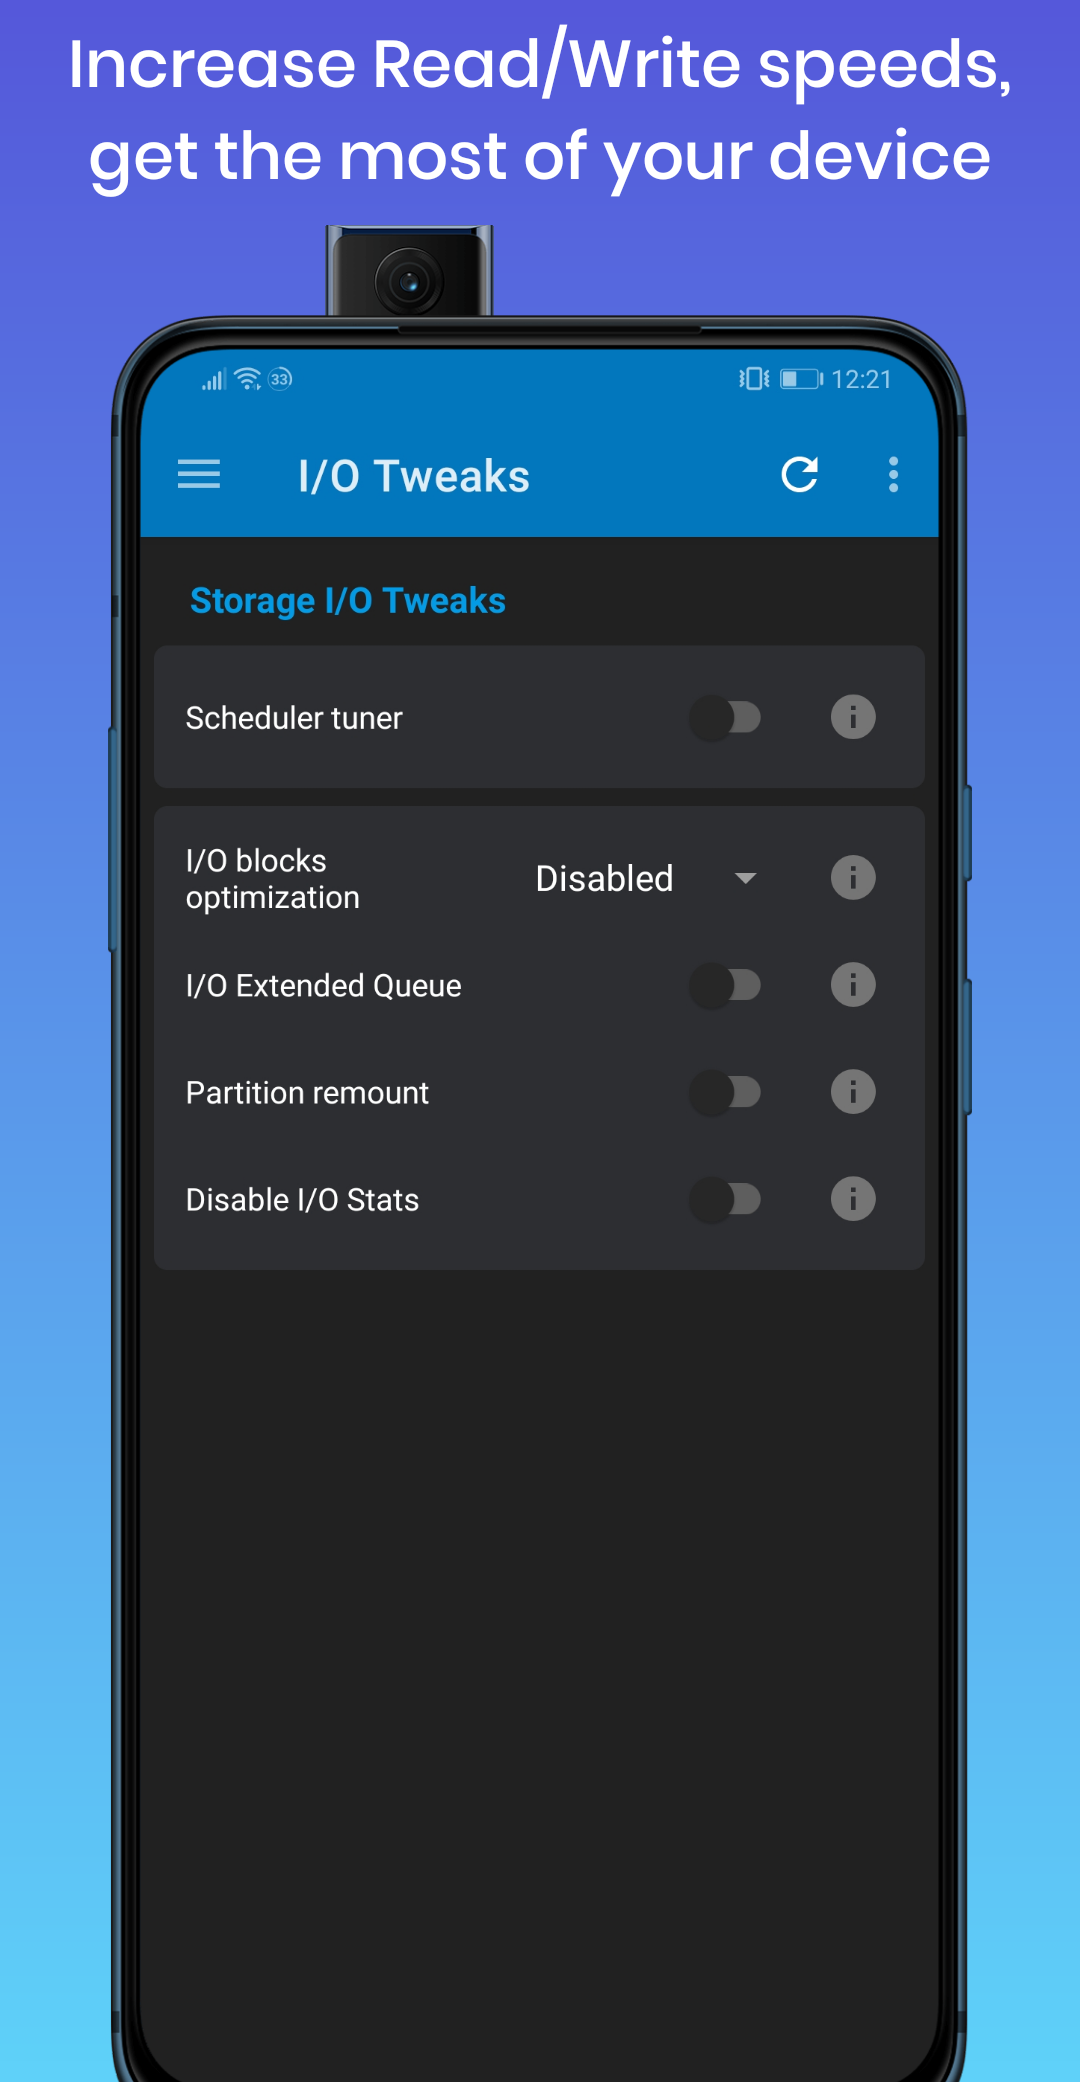 Increase Read/Write speeds,
get the most of your device
33
12:21
I/O Tweaks
Storage I/O Tweaks
Scheduler tuner
I/O blocks
optimization
Disabled
I/O Extended Queue
Partition remount
Disable I/O Stats